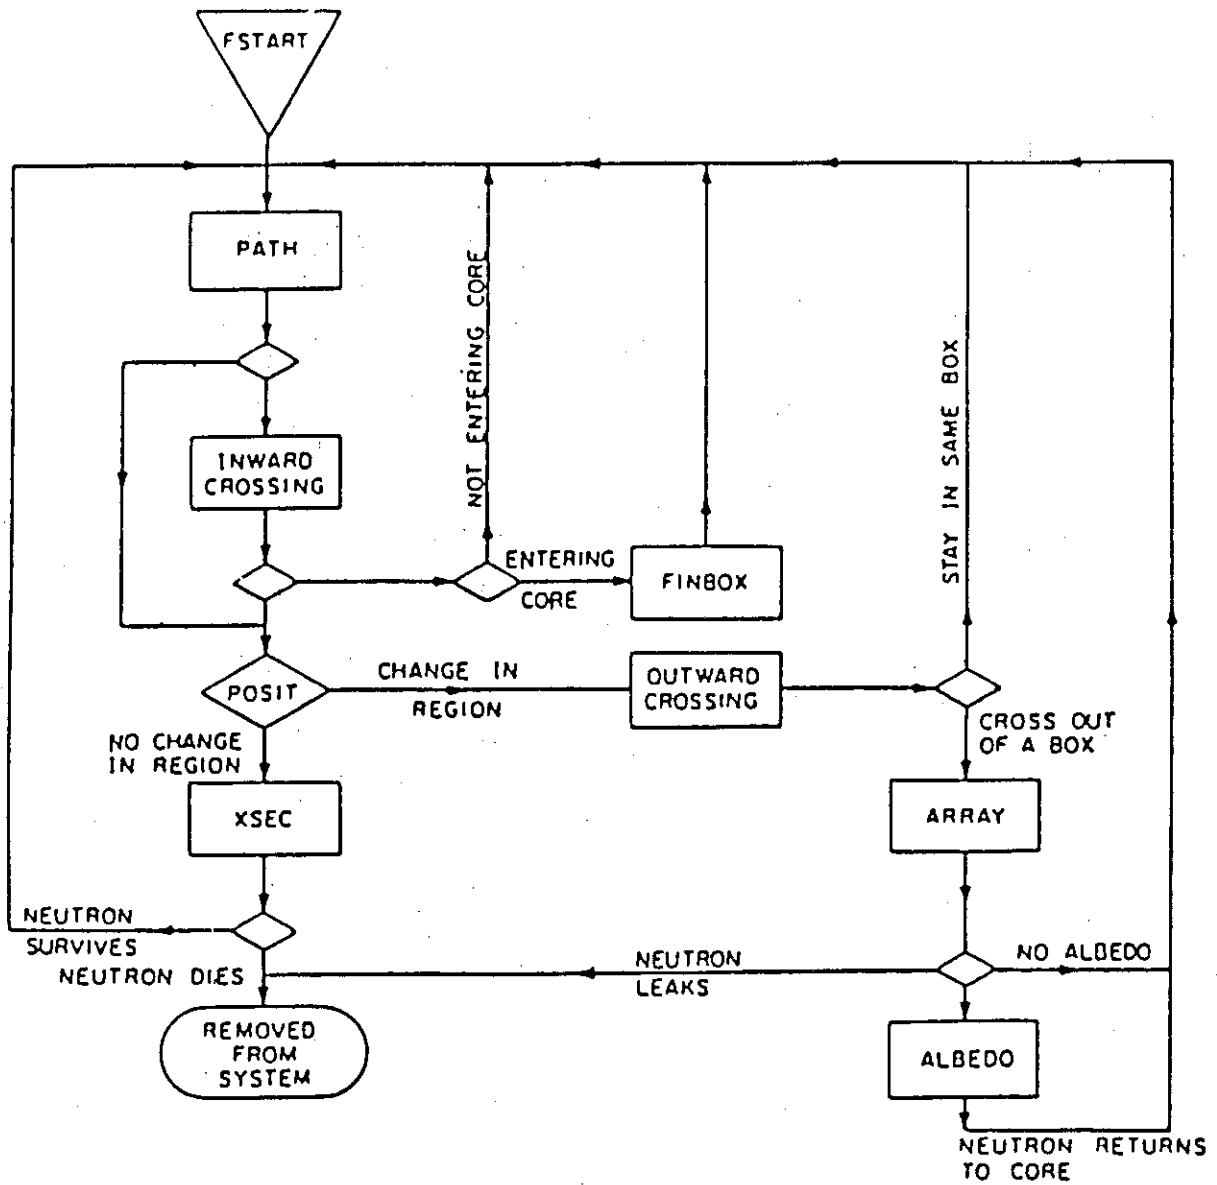 FSTART
PATH
NOT ENTERING CORE
STAY IN SAME BOX
INWARD
CROSSING
ENTERING
CORE
FINBOX
POSIT
CHANGE IN
REGION
OUTWARD
CROSSING
CROSS OUT
OF A BOX
NO CHANGE
IN REGION
XSEC
ARRAY
NEUTRON
SURVIVES
NEUTRON DIES
NEUTRON
LEAKS
NO ALBEDO
REMOVED
FROM
SYSTEM
ALBEDO
NEUTRON RETURNS
TO CORE